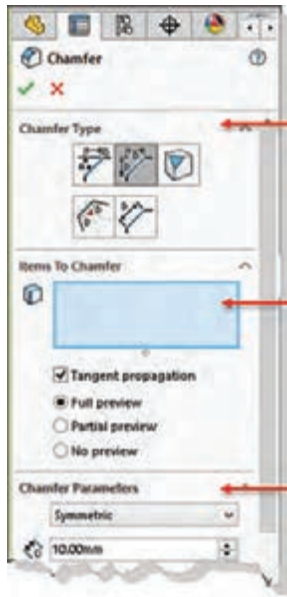 Chamfer
Chamfer Type
Items To Chamfer
Tangent propagation
Full preview
Partial preview
No preview
Chamfer Parameters
Symmetric
10.00mm